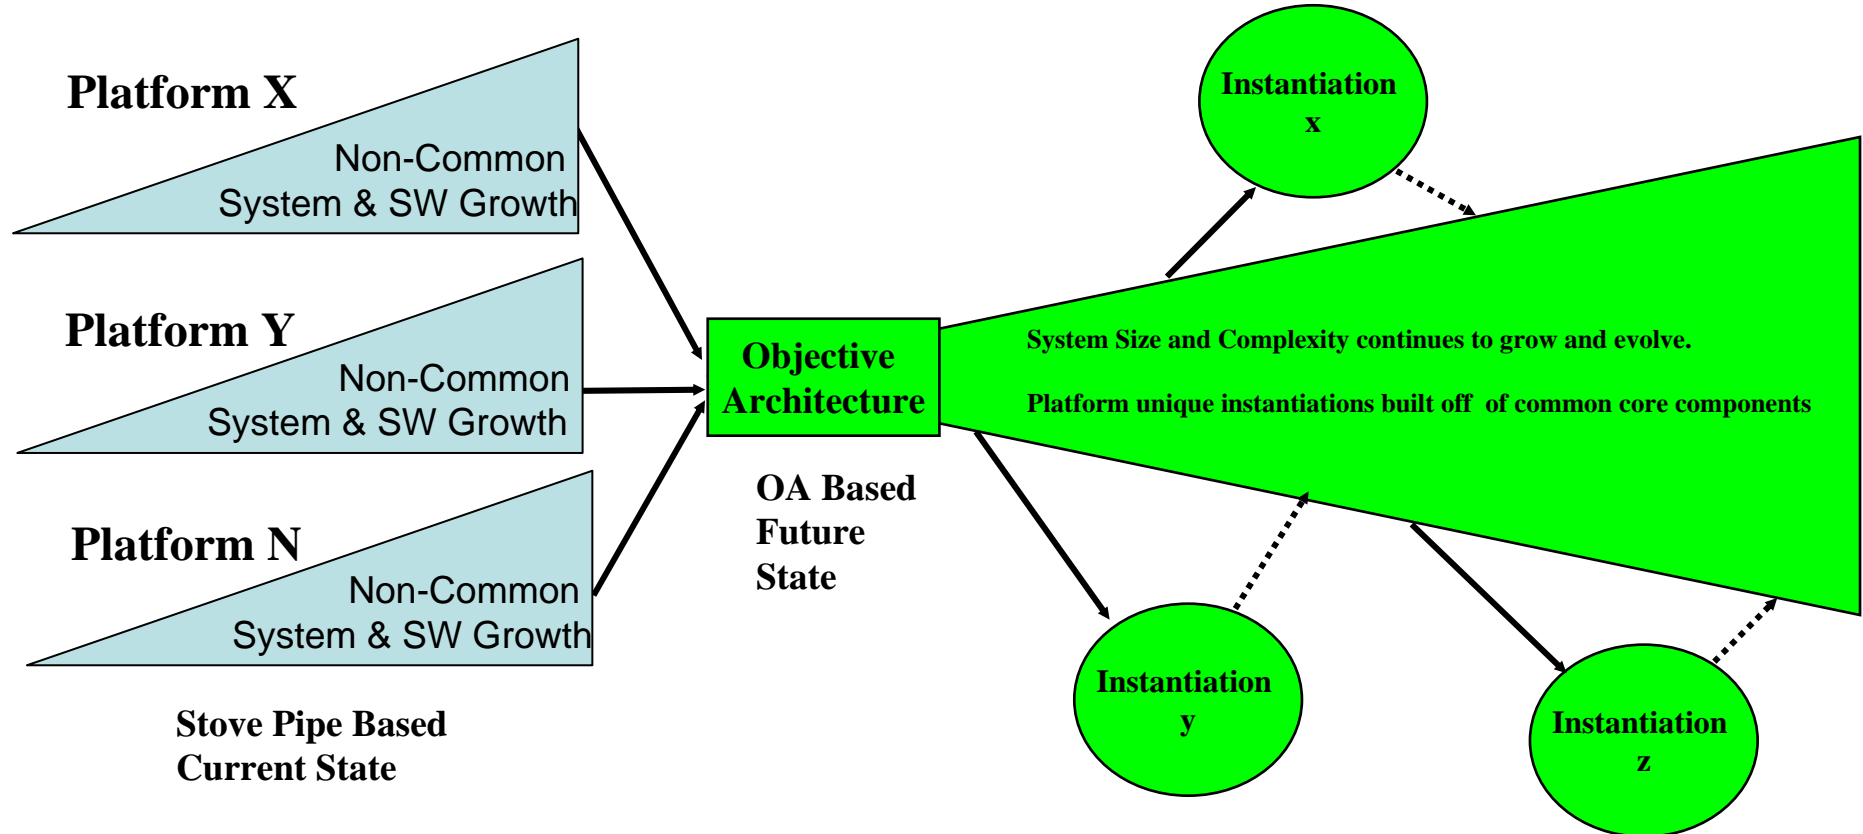 Platform X
Non-Common
System & SW Growth
Platform Y
Non-Common
System & SW Growth
Platform N
Non-Common
System & SW Growth
Stove Pipe Based
Current State
Objective
Architecture
OA Based
Future
State
Instantiation
x
System Size and Complexity continues to grow and evolve.
Platform unique instantiations built off of common core components
Instantiation
y
Instantiation
z